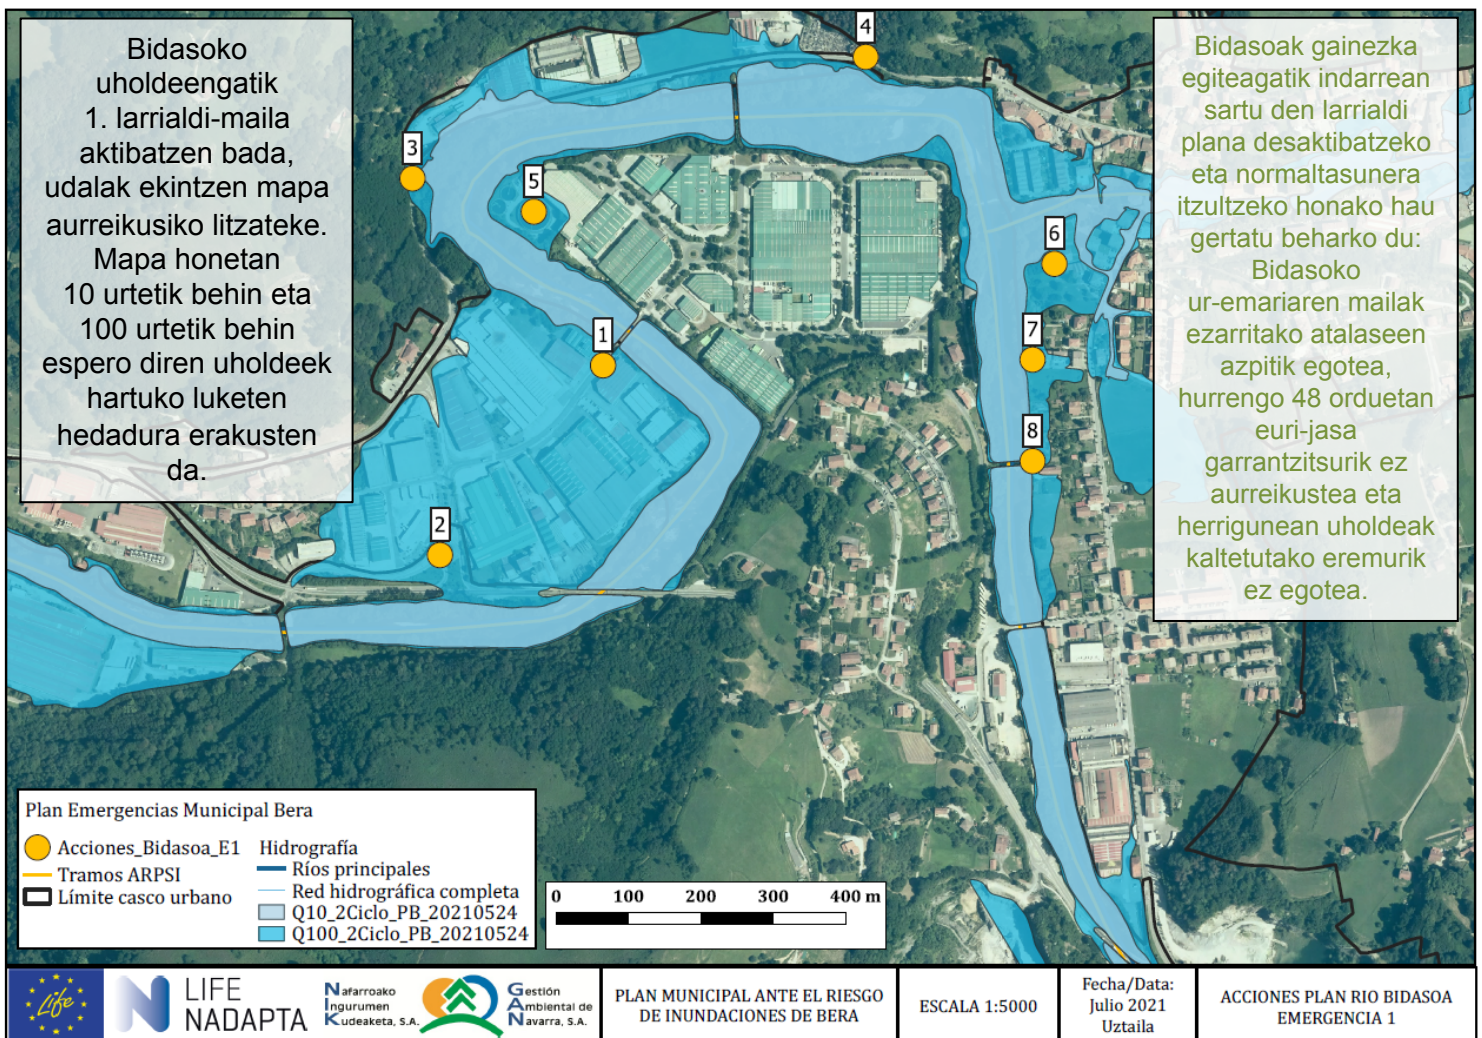 Bidasoko
uholdeengatik
1. larrialdi-maila
aktibatzen bada,
udalak ekintzen mapa
aurreikusiko litzateke.
Mapa honetan
10 urtetik behin eta
100 urtetik behin
espero diren uholdeek
hartuko luketen
hedadura erakusten
da.
Bidasoak gainezka
egiteagatik indarrean
sartu den larrialdi
plana desaktibatzeko
eta normaltasunera
itzultzeko honako hau
gertatu beharko du:
Bidasoko
ur-emariaren mailak
ezarritako atalaseen
azpitik egotea,
hurrengo 48 orduetan
euri-jasa
garrantzitsurik ez
aurreikustea eta
herrigunean uholdeak
kaltetutako eremurik
ez egotea.
4
3
5
6
1
7
8
2
Plan Emergencias Municipal Bera
Acciones_Bidasoa_E1
Tramos ARPSI
Límite casco urbano
Hidrografía
Ríos principales
Red hidrográfica completa
Q10_2Ciclo_PB_20210524
Q100_2Ciclo_PB_20210524
0 100 200 300 400 m
Life
LIFE
NADAPTA
Nafarroako
Ingurumen
Kudeaketa, S.A.
Gestión
Ambiental de
Navarra, S.A.
PLAN MUNICIPAL ANTE EL RIESGO
DE INUNDACIONES DE BERA
ESCALA 1:5000
Fecha/Data:
Julio 2021
Uztaila
ACCIONES PLAN RIO BIDASOA
EMERGENCIA 1